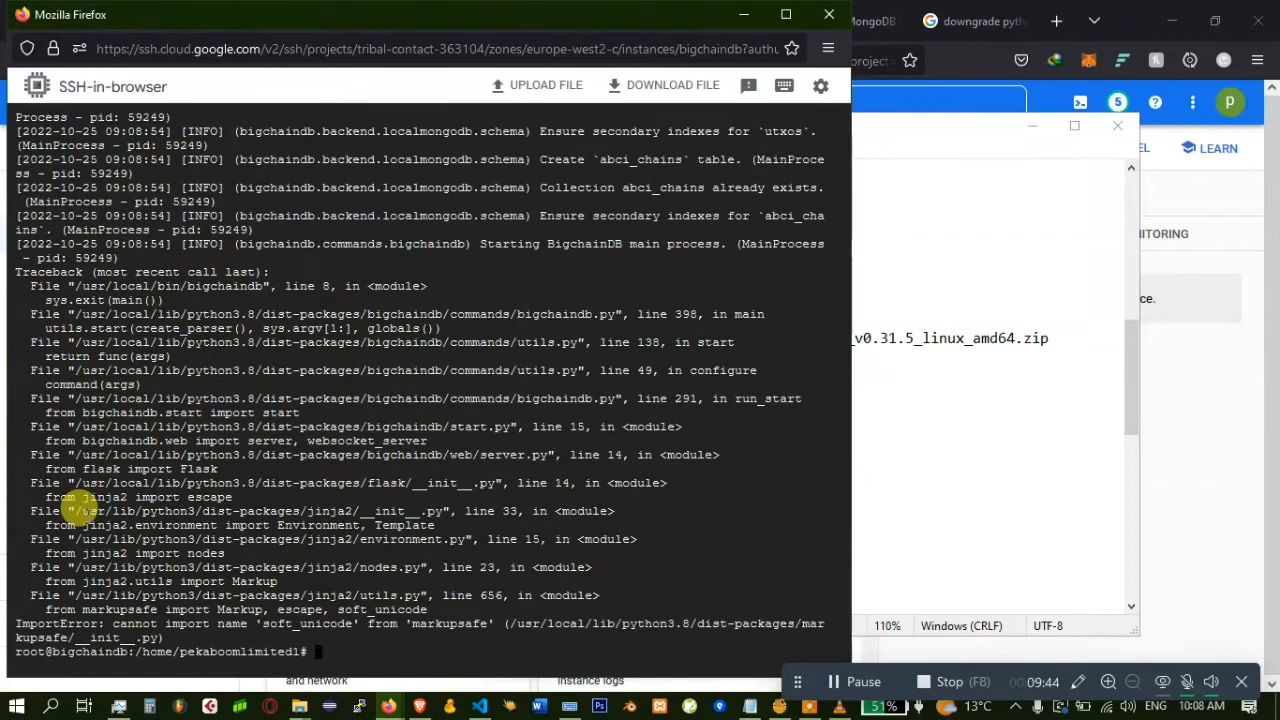 Mozilla Firefox
MongoDB
downgrade pyth
https://ssh.cloud.google.com/v2/ssh/projects/tribal-contact-363104/zones/europe-west2-c/instances/bigchaindb?authu
project
SSH-in-browser
UPLOAD FILE
DOWNLOAD FILE
5
p
Process - pid: 59249)
[2022-10-25 09:08:54] [INFO] (bigchaindb.backend.localmongodb.schema) Ensure secondary indexes for `utxos`.
(MainProcess - pid: 59249)
[2022-10-25 09:08:54] [INFO] (bigchaindb.backend.localmongodb.schema) Create `abci_chains` table. (MainProce
ss - pid: 59249)
[2022-10-25 09:08:54] [INFO] (bigchaindb.backend.localmongodb.schema) Collection abci_chains already exists.
(MainProcess - pid: 59249)
[2022-10-25 09:08:54] [INFO] (bigchaindb.backend.localmongodb.schema) Ensure secondary indexes for `abci_cha
ins`. (MainProcess - pid: 59249)
[2022-10-25 09:08:54] [INFO] (bigchaindb.commands.bigchaindb) Starting BigchainDB main process. (MainProcess
- pid: 59249)
Traceback (most recent call last):
File "/usr/local/bin/bigchaindb", line 8, in <module>
sys.exit(main())
File "/usr/local/lib/python3.8/dist-packages/bigchaindb/commands/bigchaindb.py", line 398, in main
utils.start(create_parser(), sys.argv[1:], globals())
File "/usr/local/lib/python3.8/dist-packages/bigchaindb/commands/utils.py", line 138, in start
return func(args)
File "/usr/local/lib/python3.8/dist-packages/bigchaindb/commands/utils.py", line 49, in configure
command(args)
File "/usr/local/lib/python3.8/dist-packages/bigchaindb/commands/bigchaindb.py", line 291, in run_start
from bigchaindb.start import start
File "/usr/local/lib/python3.8/dist-packages/bigchaindb/start.py", line 15, in <module>
from bigchaindb.web import server, websocket_server
File "/usr/local/lib/python3.8/dist-packages/bigchaindb/web/server.py", line 14, in <module>
from flask import Flask
File "/usr/local/lib/python3.8/dist-packages/flask/__init__.py", line 14, in <module>
from jinja2 import escape
File "/usr/lib/python3/dist-packages/jinja2/__init__.py", line 33, in <module>
from jinja2.environment import Environment, Template
File "/usr/lib/python3/dist-packages/jinja2/environment.py", line 15, in <module>
from jinja2 import nodes
File "/usr/lib/python3/dist-packages/jinja2/nodes.py", line 23, in <module>
from jinja2.utils import Markup
File "/usr/lib/python3/dist-packages/jinja2/utils.py", line 656, in <module>
from markupsafe import Markup, escape, soft_unicode
ImportError: cannot import name 'soft_unicode' from 'markupsafe' (/usr/local/lib/python3.8/dist-packages/mar
kupsafe/__init__.py)
root@bigchaindb:/home/pekaboomlimited1#
EL
LEARN
ITORING
ce.
_v0.31.5_linux_amd64.zip
110%
Windows (CRLF)
UTF-8
and network
instance logs
Pause
Stop (F8)
00:09:44
51%
13°C
10:08 AM